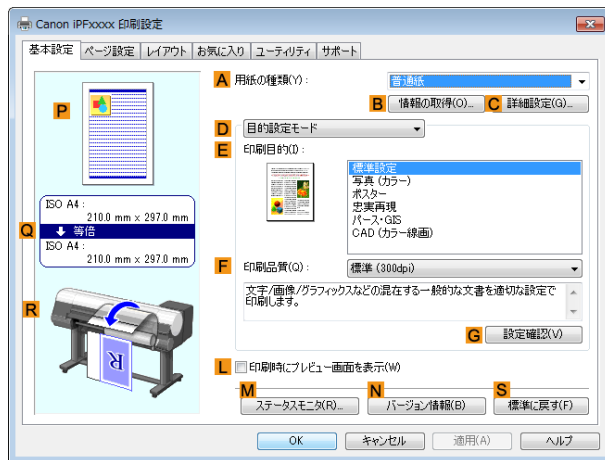 Canon iPFxxxx 印刷設定
基本設定 ページ設定 レイアウト お気に入り ユーティリティ サポート
P
ISO A4 :
210.0 mm x 297.0 mm
Q
等倍
ISO A4 :
210.0 mm x 297.0 mm
R
R
A 用紙の種類(Y) : 普通紙
B 情報の取得(O)... C 詳細設定(G)...
D 目的設定モード
E 印刷目的(I) :
標準設定
写真 (カラー)
ポスター
忠実再現
パース・GIS
CAD (カラー線画)
F 印刷品質(Q) : 標準 (300dpi)
文字/画像/グラフィックスなどの混在する一般的な文書を適切な設定で
印刷します。
G 設定確認(V)
L 印刷時にプレビュー画面を表示(W)
M N S
ステータスモニタ(R)... バージョン情報(B) 標準に戻す(F)
OK キャンセル 適用(A) ヘルプ